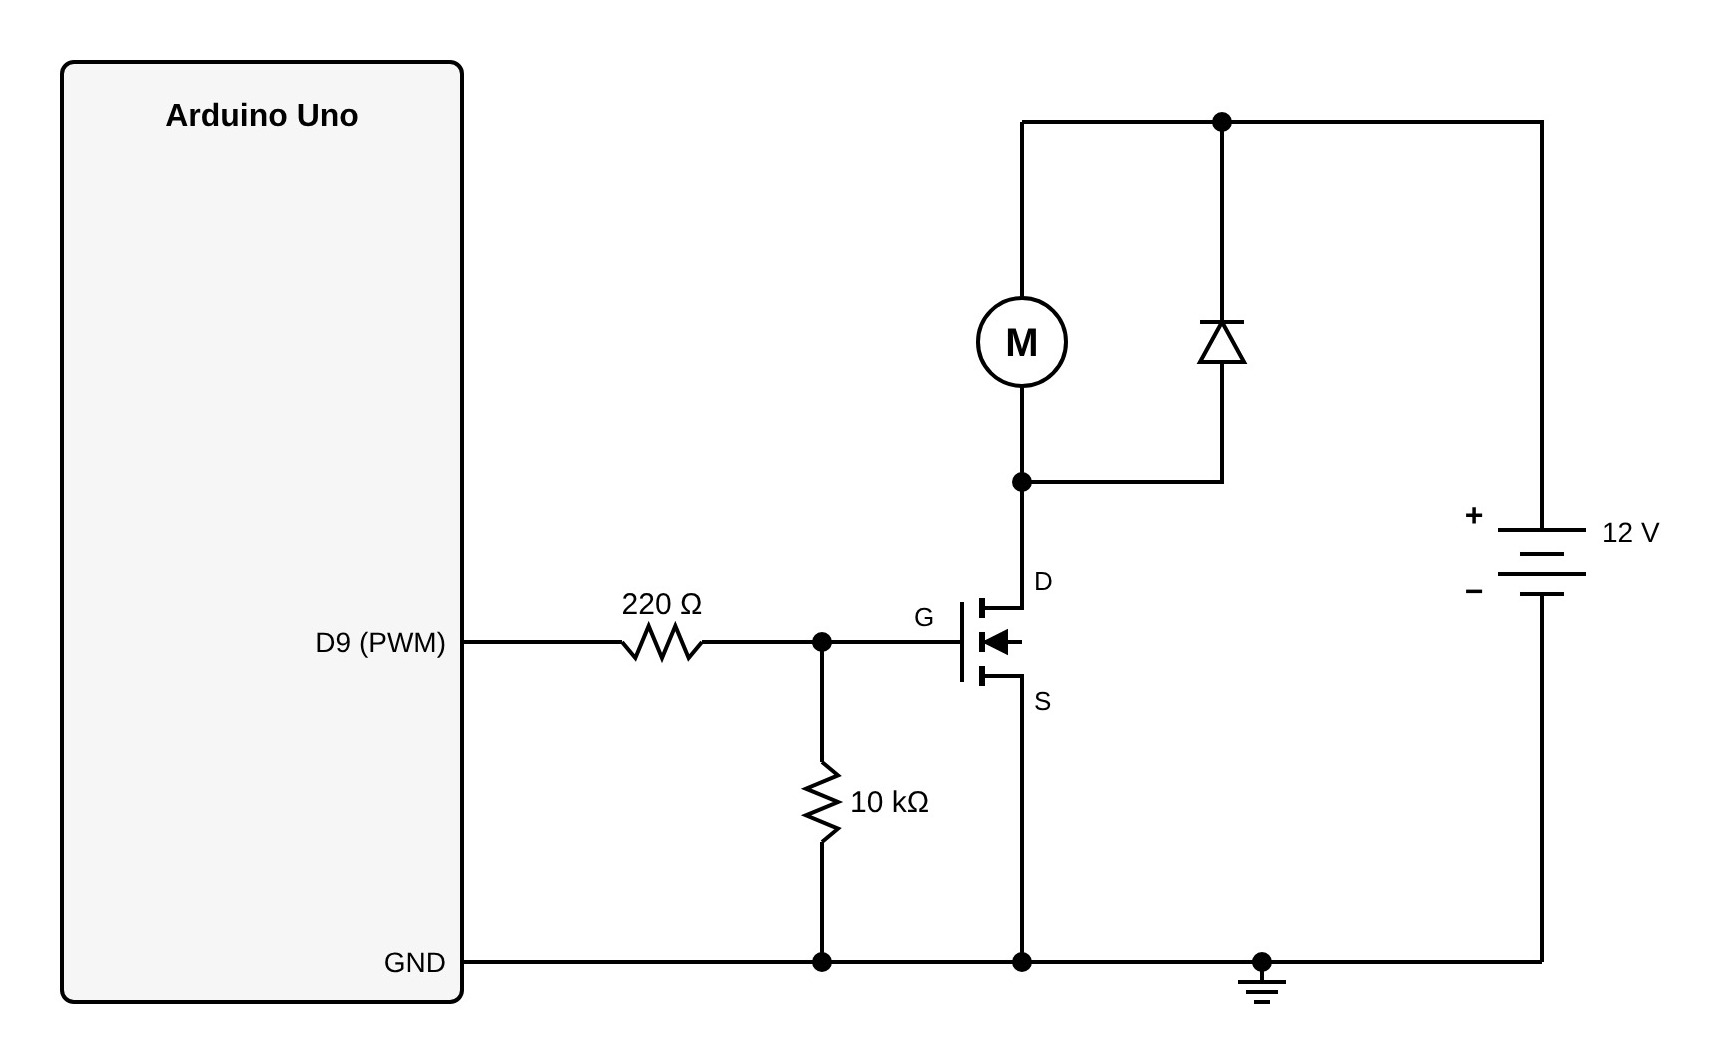 Arduino Uno
M
+
12 V
−
D
220 Ω
G
D9 (PWM)
S
10 kΩ
GND